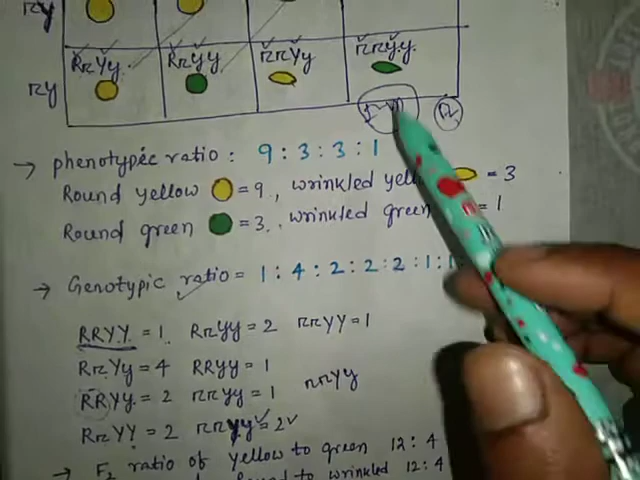 RY
RrYy RrYy rrYy rryy.
rY
→ phenotypic ratio : 9 : 3 : 3 : 1
Round yellow = 9, wrinkled = 3
Round green = 3, wrinkled green = 1
→ Genotypic ratio = 1 : 4 : 2 : 2 : 2 : 1 : 1
RRYY = 1 RrYy = 2 rrYY = 1
RrYy = 4 RRyy = 1
RRYy = 2 rryy = 1 rrYy
RrYY = 2 = 2
→ F2 ratio of yellow to green 12 : 4
to wrinkled 12 : 4